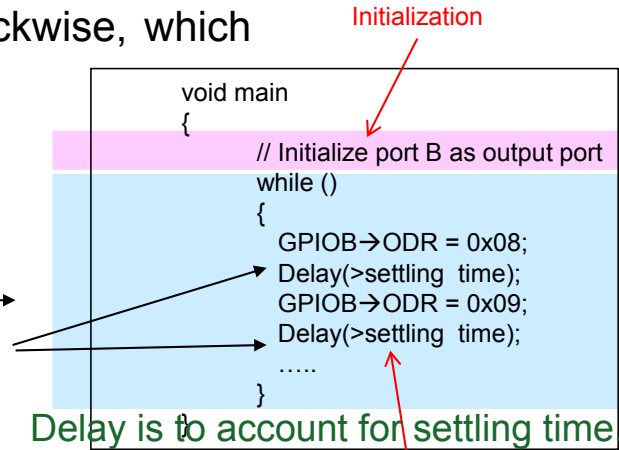 Initialization
ckwise, which
void main
{
// Initialize port B as output port
while ()
{
GPIOB→ODR = 0x08;
Delay(>settling time);
GPIOB→ODR = 0x09;
Delay(>settling time);
…..
}
}
Delay is to account for settling time